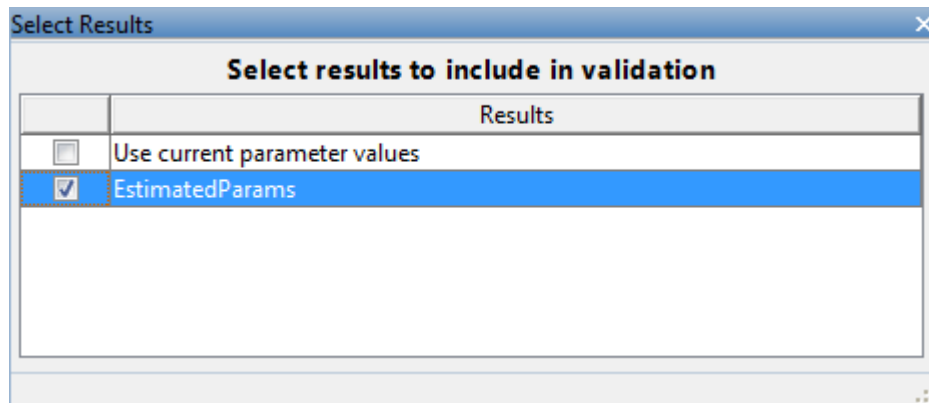 Select Results
Select results to include in validation
Results
Use current parameter values
EstimatedParams